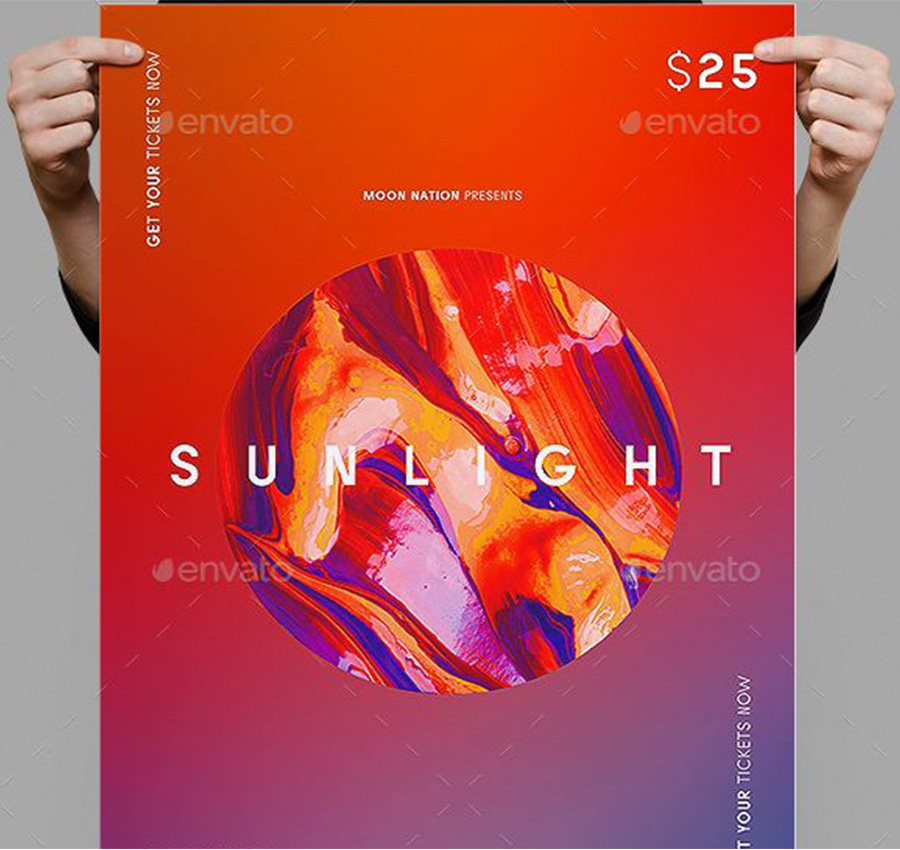 GET YOUR TICKETS NOW
$25
envato
envato
MOON NATION PRESENTS
SUNLIGHT
envato
envato
T YOUR TICKETS NOW